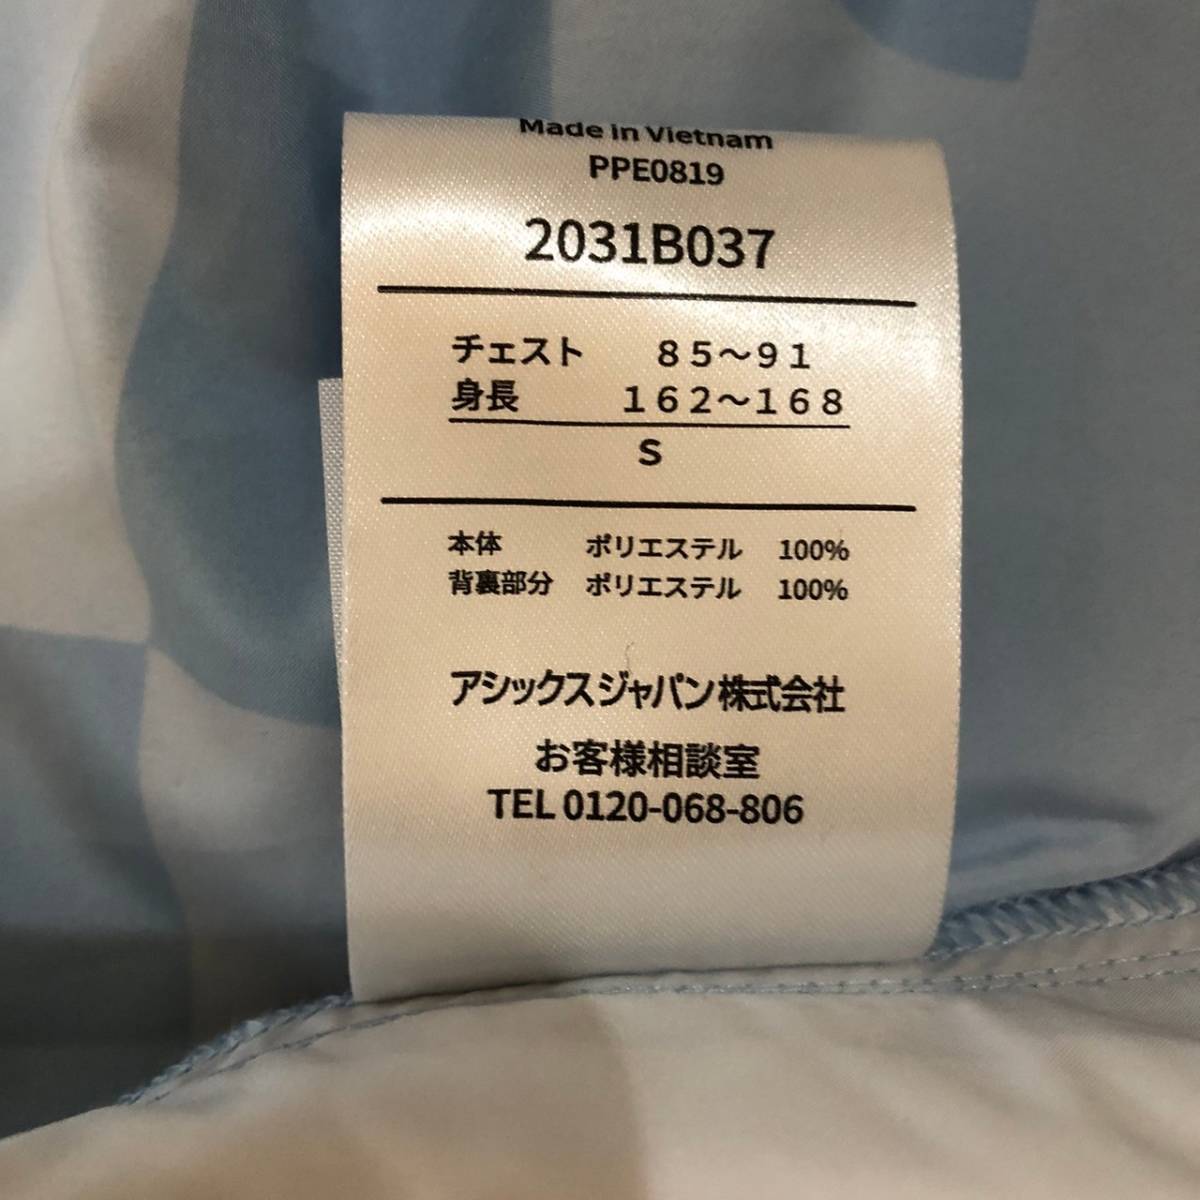 Made in Vietnam
PPE0819
2031B037
チェスト ８５～９１
身長 １６２～１６８
S
本体 ポリエステル 100%
背裏部分 ポリエステル 100%
アシックスジャパン株式会社
お客様相談室
TEL 0120-068-806